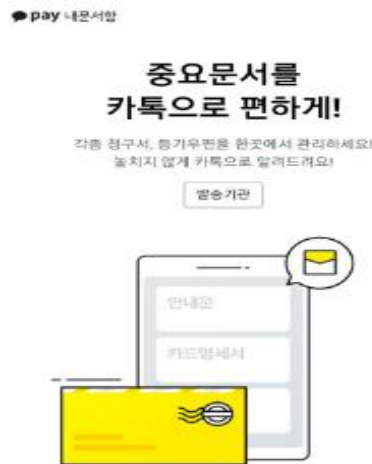 pay 내문서함
중요문서를
카톡으로 편하게!
각종 청구서, 등기우편을 한곳에서 관리하세요!
놓치지 않게 카톡으로 알려드려요!
발송기관
안내문
카드명세서